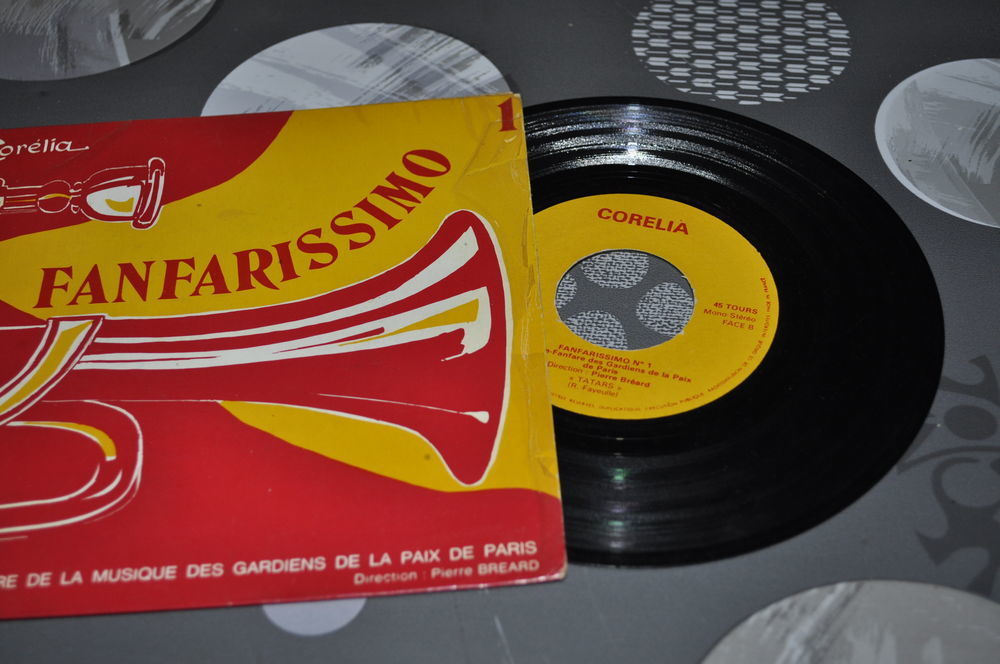 orélia
1
FANFARISSIMO
RE DE LA MUSIQUE DES GARDIENS DE LA PAIX DE PARIS
Direction : Pierre BREARD
CORELIA
45 TOURS
Mono Stéréo
FACE B
FANFARISSIMO N° 1
e-Fanfare des Gardiens de la Paix
de Paris
Direction : Pierre Bréard
« TATARS »
(R. Fayeulle)